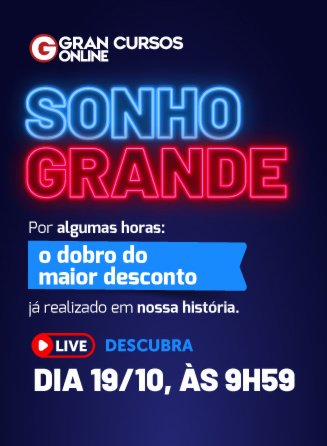 GRAN CURSOS
ONLINE
SONHO
GRANDE
Por algumas horas:
o dobro do
maior desconto
já realizado em nossa história.
LIVE DESCUBRA
DIA 19/10, ÀS 9H59